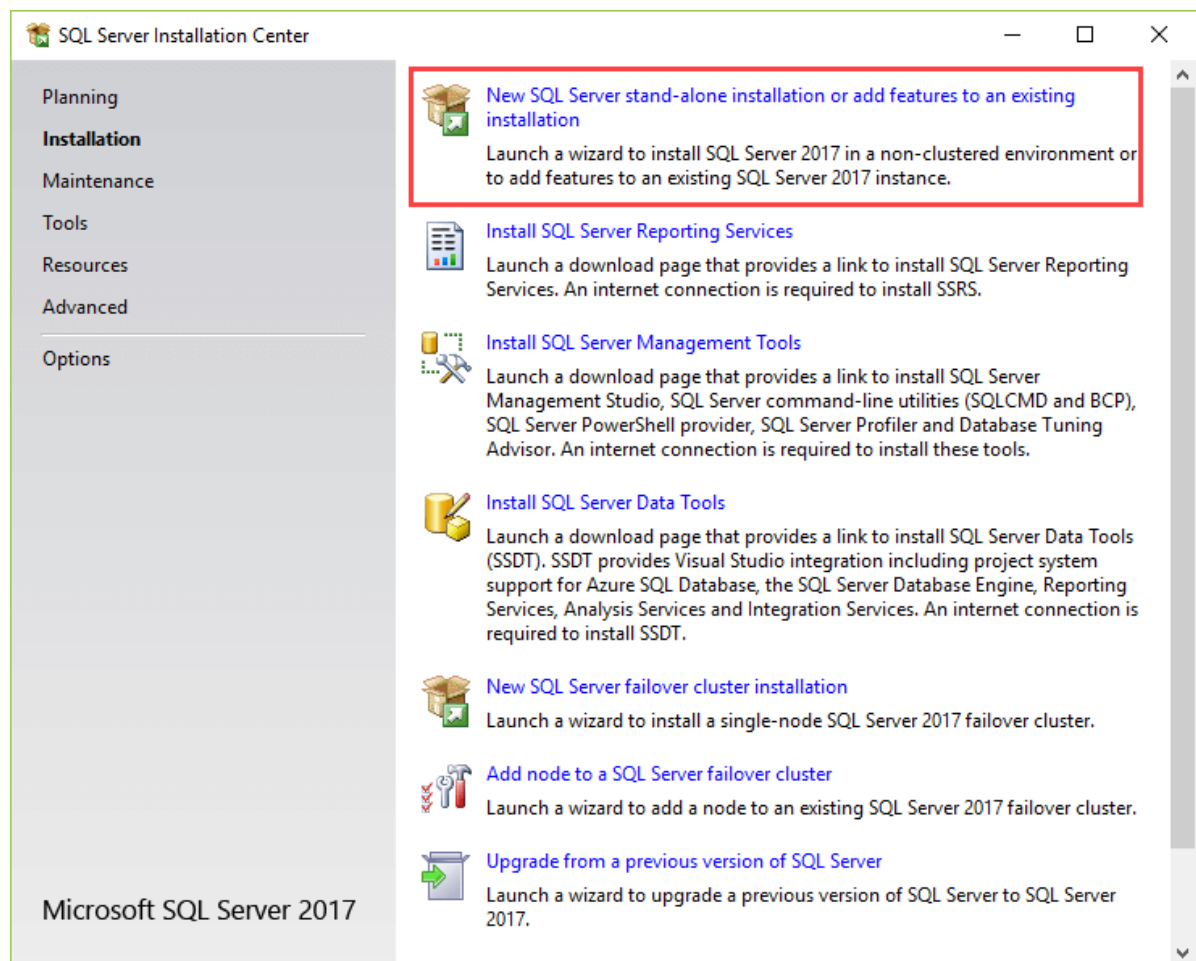 SQL Server Installation Center
Planning
Installation
Maintenance
Tools
Resources
Advanced
Options
Microsoft SQL Server 2017
New SQL Server stand-alone installation or add features to an existing
installation
Launch a wizard to install SQL Server 2017 in a non-clustered environment or
to add features to an existing SQL Server 2017 instance.
Install SQL Server Reporting Services
Launch a download page that provides a link to install SQL Server Reporting
Services. An internet connection is required to install SSRS.
Install SQL Server Management Tools
Launch a download page that provides a link to install SQL Server
Management Studio, SQL Server command-line utilities (SQLCMD and BCP),
SQL Server PowerShell provider, SQL Server Profiler and Database Tuning
Advisor. An internet connection is required to install these tools.
Install SQL Server Data Tools
Launch a download page that provides a link to install SQL Server Data Tools
(SSDT). SSDT provides Visual Studio integration including project system
support for Azure SQL Database, the SQL Server Database Engine, Reporting
Services, Analysis Services and Integration Services. An internet connection is
required to install SSDT.
New SQL Server failover cluster installation
Launch a wizard to install a single-node SQL Server 2017 failover cluster.
Add node to a SQL Server failover cluster
Launch a wizard to add a node to an existing SQL Server 2017 failover cluster.
Upgrade from a previous version of SQL Server
Launch a wizard to upgrade a previous version of SQL Server to SQL Server
2017.